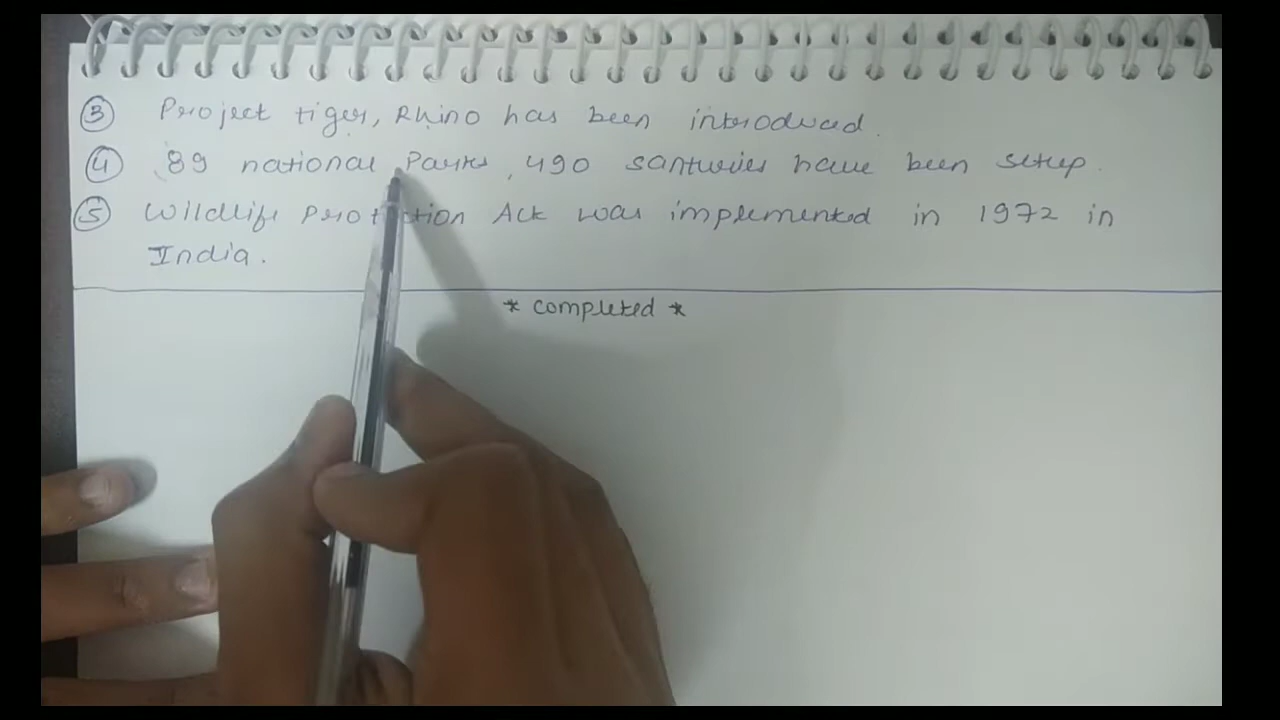 ③ Project tiger, Rhino has been introduced.
④ 89 national Parks, 490 santuries have been setup.
⑤ Wildlife Protection Act was implemented in 1972 in
India.
* completed *